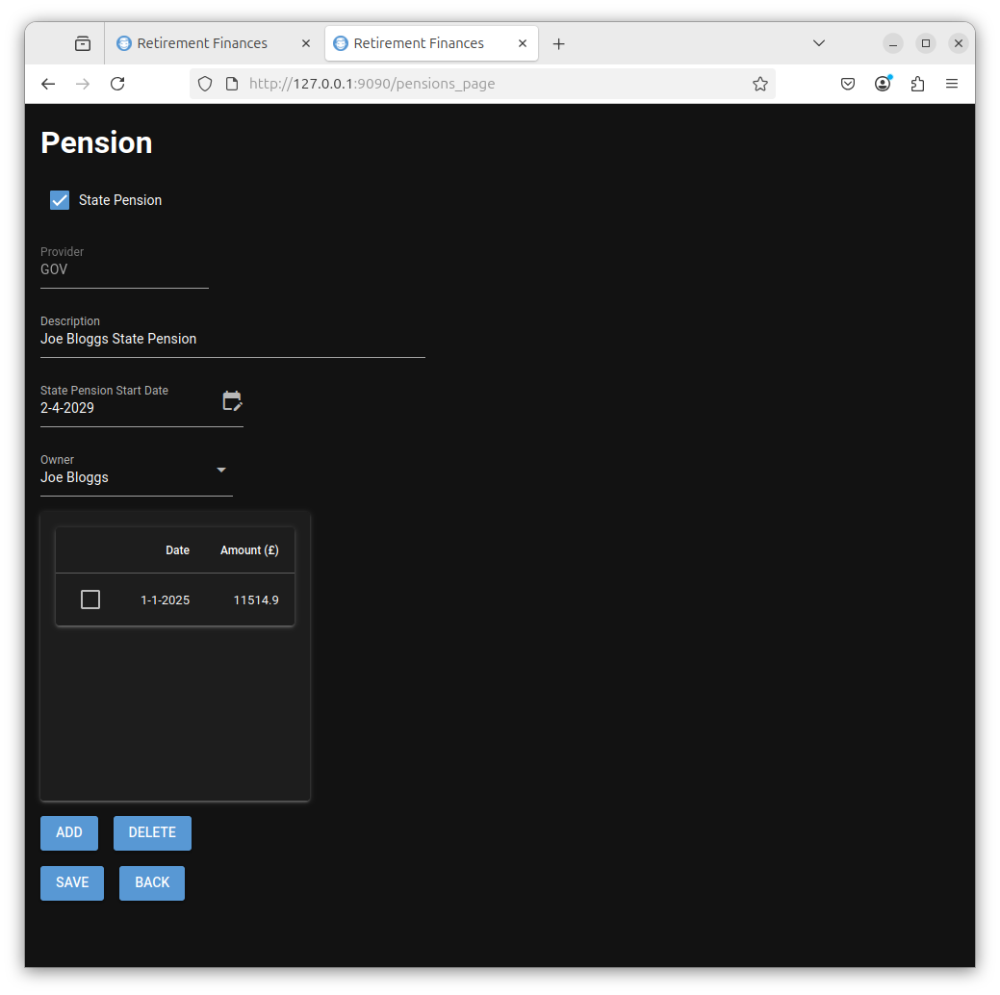 Retirement Finances
Retirement Finances
http://127.0.0.1:9090/pensions_page
Pension
State Pension
Provider
GOV
Description
Joe Bloggs State Pension
State Pension Start Date
2-4-2029
Owner
Joe Bloggs
Date Amount (£)
1-1-2025 11514.9
ADD DELETE
SAVE BACK